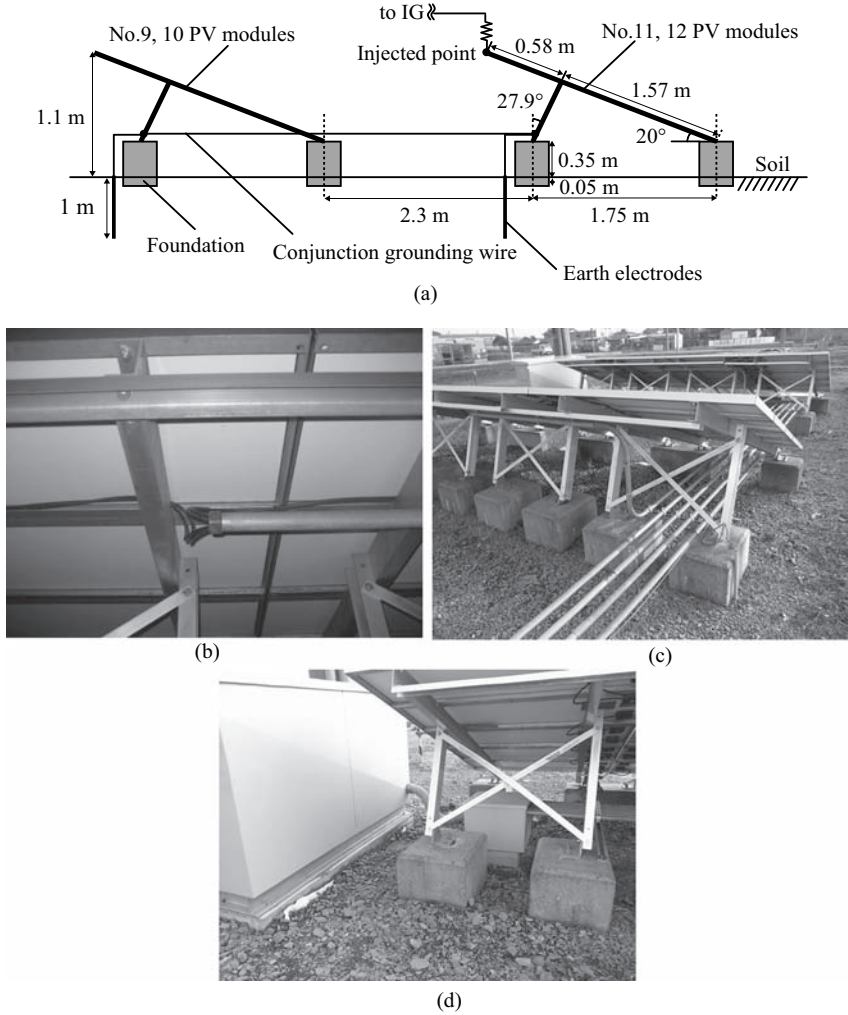 to IG
No.9, 10 PV modules
Injected point
0.58 m
No.11, 12 PV modules
1.1 m
27.9°
1.57 m
20°
0.35 m
Soil
0.05 m
1 m
2.3 m
1.75 m
Foundation
Conjunction grounding wire
Earth electrodes
(a)
(b)
(c)
(d)